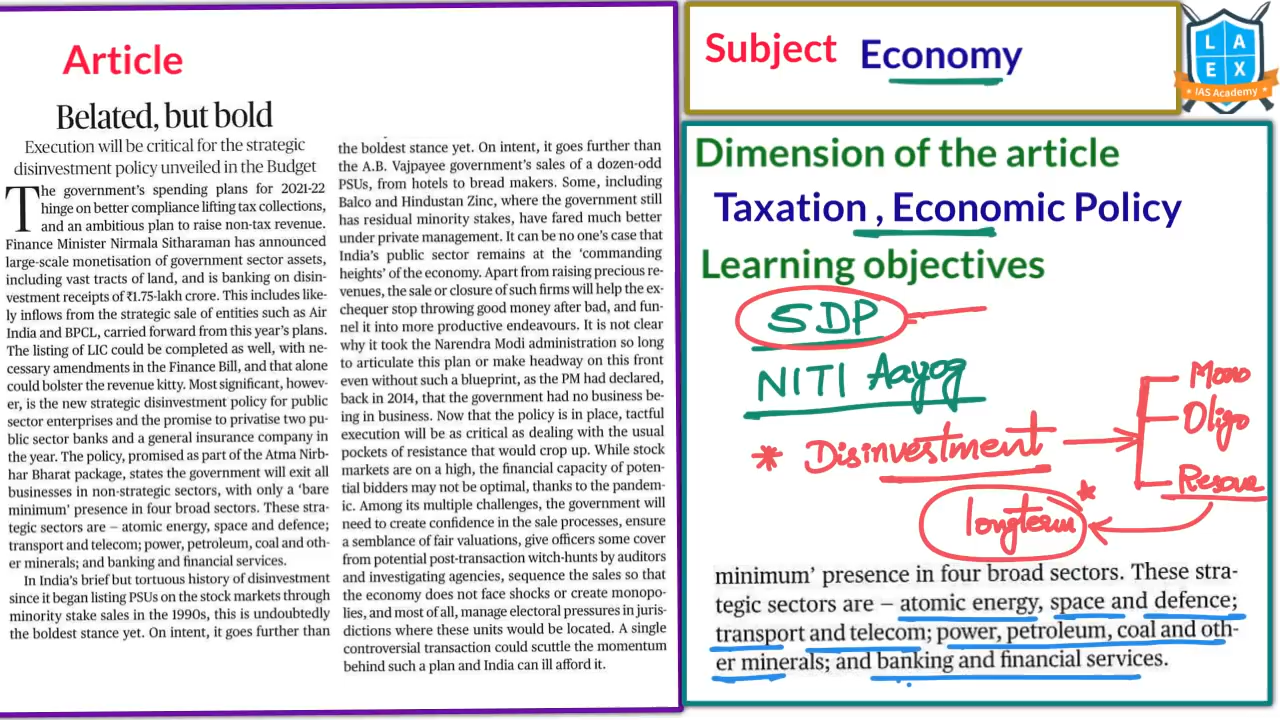 Article
Belated, but bold
Execution will be critical for the strategic
disinvestment policy unveiled in the Budget
The government's spending plans for 2021-22
hinge on better compliance lifting tax collections,
and an ambitious plan to raise non-tax revenue.
Finance Minister Nirmala Sitharaman has announced
large-scale monetisation of government sector assets,
including vast tracts of land, and is banking on disin-
vestment receipts of ₹1.75-lakh crore. This includes like-
ly inflows from the strategic sale of entities such as Air
India and BPCL, carried forward from this year's plans.
The listing of LIC could be completed as well, with ne-
cessary amendments in the Finance Bill, and that alone
could bolster the revenue kitty. Most significant, howev-
er, is the new strategic disinvestment policy for public
sector enterprises and the promise to privatise two pu-
blic sector banks and a general insurance company in
the year. The policy, promised as part of the Atma Nirb-
har Bharat package, states the government will exit all
businesses in non-strategic sectors, with only a 'bare
minimum' presence in four broad sectors. These stra-
tegic sectors are – atomic energy, space and defence;
transport and telecom; power, petroleum, coal and oth-
er minerals; and banking and financial services.
In India's brief but tortuous history of disinvestment
since it began listing PSUs on the stock markets through
minority stake sales in the 1990s, this is undoubtedly
the boldest stance yet. On intent, it goes further than
the boldest stance yet. On intent, it goes further than
the A.B. Vajpayee government's sales of a dozen-odd
PSUs, from hotels to bread makers. Some, including
Balco and Hindustan Zinc, where the government still
has residual minority stakes, have fared much better
under private management. It can be no one's case that
India's public sector remains at the 'commanding
heights' of the economy. Apart from raising precious re-
venues, the sale or closure of such firms will help the ex-
chequer stop throwing good money after bad, and fun-
nel it into more productive endeavours. It is not clear
why it took the Narendra Modi administration so long
to articulate this plan or make headway on this front
even without such a blueprint, as the PM had declared,
back in 2014, that the government had no business be-
ing in business. Now that the policy is in place, tactful
execution will be as critical as dealing with the usual
pockets of resistance that would crop up. While stock
markets are on a high, the financial capacity of poten-
tial bidders may not be optimal, thanks to the pandem-
ic. Among its multiple challenges, the government will
need to create confidence in the sale processes, ensure
a semblance of fair valuations, give officers some cover
from potential post-transaction witch-hunts by auditors
and investigating agencies, sequence the sales so that
the economy does not face shocks or create monopo-
lies, and most of all, manage electoral pressures in juris-
dictions where these units would be located. A single
controversial transaction could scuttle the momentum
behind such a plan and India can ill afford it.
Subject Economy
LA
EX
IAS Academy
Dimension of the article
Taxation , Economic Policy
Learning objectives
SDP
NITI Aayog
* Disinvestment
Mono
Oligo
Resour
longterm *
minimum' presence in four broad sectors. These stra-
tegic sectors are – atomic energy, space and defence;
transport and telecom; power, petroleum, coal and oth-
er minerals; and banking and financial services.